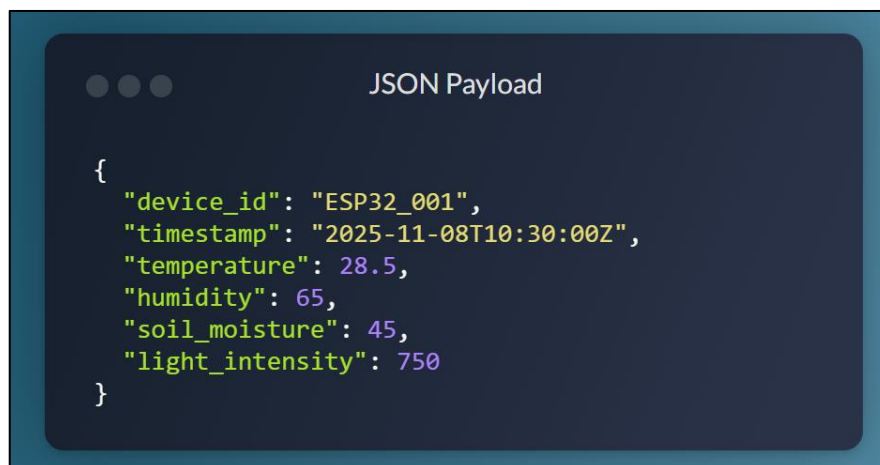 JSON Payload
{
"device_id": "ESP32_001",
"timestamp": "2025-11-08T10:30:00Z",
"temperature": 28.5,
"humidity": 65,
"soil_moisture": 45,
"light_intensity": 750
}